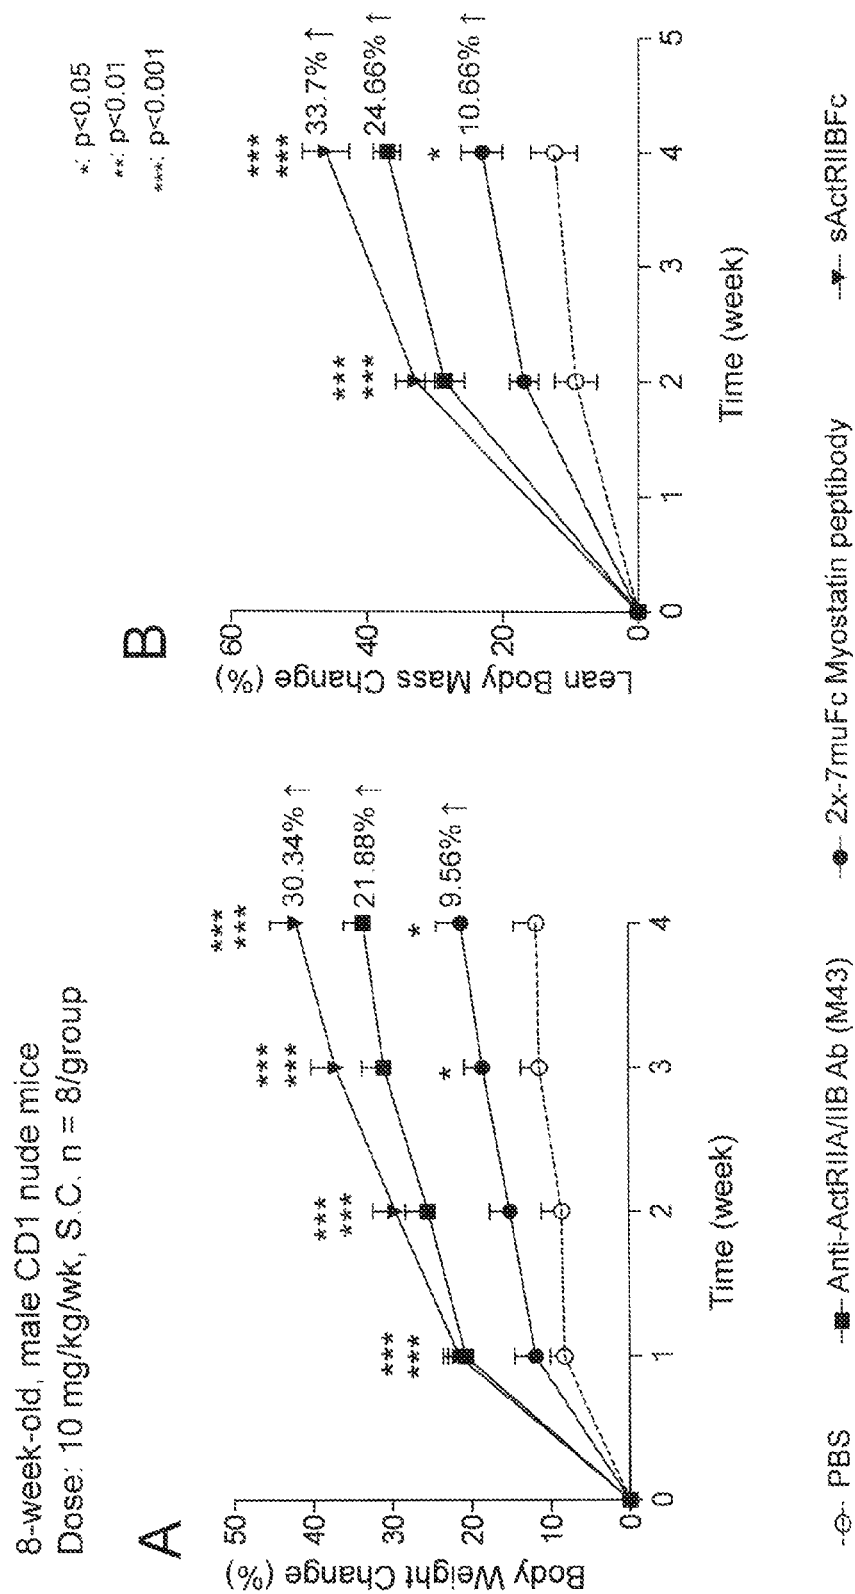 8-week-old, male CD1 nude mice
Dose: 10 mg/kg/wk, S.C. n = 8/group
A
Body Weight Change (%)
50
40
30
20
10
0
0 1 2 3 4
Time (week)
*** *** *** ***
*** *** *** ***
* *
30.34% ↑
21.88% ↑
9.56% ↑
B
*: p<0.05
**: p<0.01
***: p<0.001
Lean Body Mass Change (%)
60
40
20
0
0 1 2 3 4 5
Time (week)
*** ***
*** ***
*
33.7% ↑
24.66% ↑
10.66% ↑
PBS
Anti-ActRIIA/IIB Ab (M43)
2x-7muFc Myostatin peptibody
sActRIIBFc